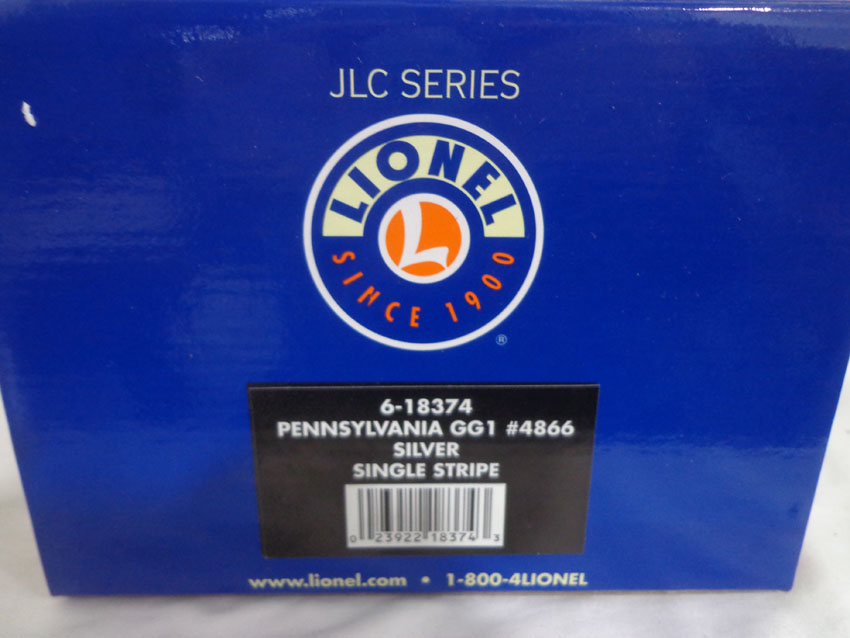 JLC SERIES
LIONEL
L
SINCE 1900
®
6-18374
PENNSYLVANIA GG1 #4866
SILVER
SINGLE STRIPE
0 23922 18374 3
www.lionel.com • 1-800-4LIONEL